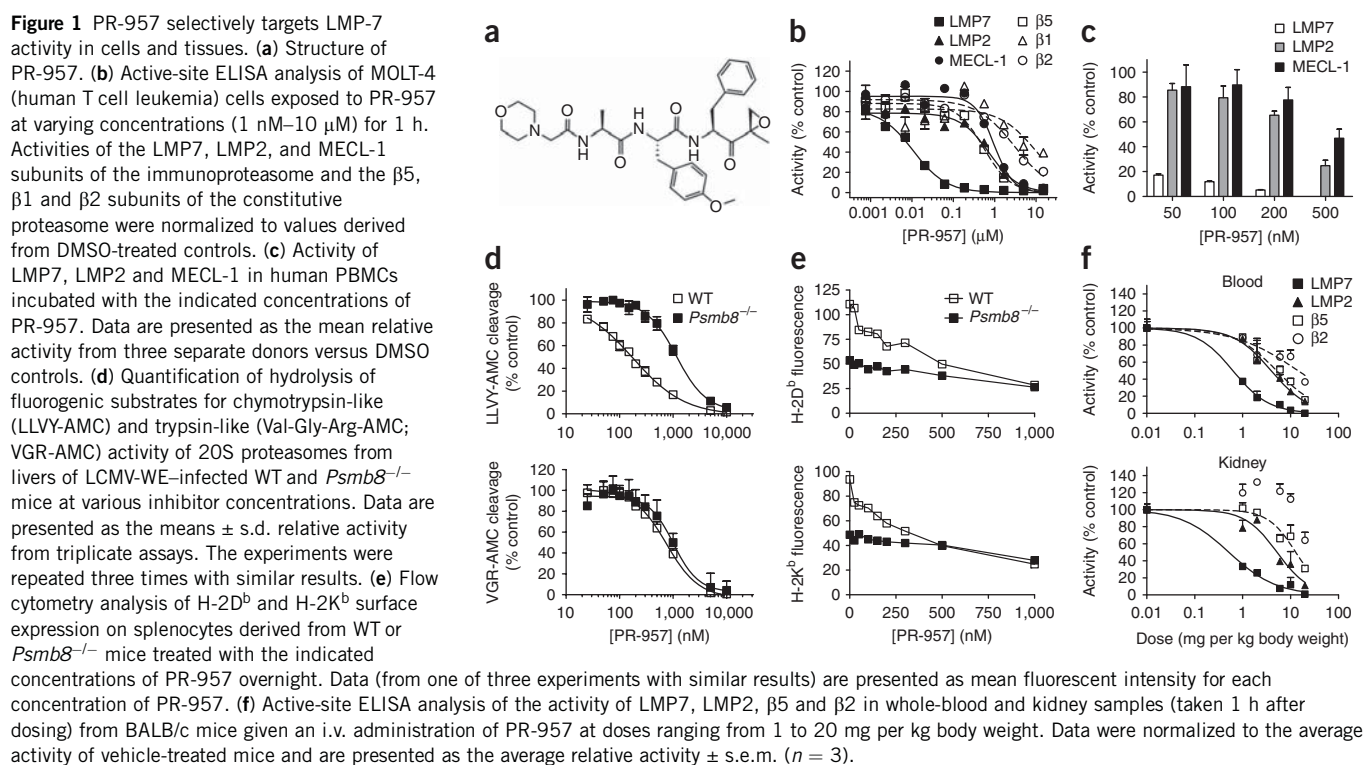 Figure 1 PR-957 selectively targets LMP-7
activity in cells and tissues. (a) Structure of
PR-957. (b) Active-site ELISA analysis of MOLT-4
(human T cell leukemia) cells exposed to PR-957
at varying concentrations (1 nM–10 μM) for 1 h.
Activities of the LMP7, LMP2, and MECL-1
subunits of the immunoproteasome and the β5,
β1 and β2 subunits of the constitutive
proteasome were normalized to values derived
from DMSO-treated controls. (c) Activity of
LMP7, LMP2 and MECL-1 in human PBMCs
incubated with the indicated concentrations of
PR-957. Data are presented as the mean relative
activity from three separate donors versus DMSO
controls. (d) Quantification of hydrolysis of
fluorogenic substrates for chymotrypsin-like
(LLVY-AMC) and trypsin-like (Val-Gly-Arg-AMC;
VGR-AMC) activity of 20S proteasomes from
livers of LCMV-WE–infected WT and Psmb8−/−
mice at various inhibitor concentrations. Data are
presented as the means ± s.d. relative activity
from triplicate assays. The experiments were
repeated three times with similar results. (e) Flow
cytometry analysis of H-2Db and H-2Kb surface
expression on splenocytes derived from WT or
Psmb8−/− mice treated with the indicated
concentrations of PR-957 overnight. Data (from one of three experiments with similar results) are presented as mean fluorescent intensity for each
concentration of PR-957. (f) Active-site ELISA analysis of the activity of LMP7, LMP2, β5 and β2 in whole-blood and kidney samples (taken 1 h after
dosing) from BALB/c mice given an i.v. administration of PR-957 at doses ranging from 1 to 20 mg per kg body weight. Data were normalized to the average
activity of vehicle-treated mice and are presented as the average relative activity ± s.e.m. (n = 3).
a
O
N
O
N
H
O
H
N
O
N
H
O
O
O
b
LMP7
LMP2
MECL-1
β5
β1
β2
Activity (% control)
120
100
80
60
40
20
0
0.001 0.01 0.1 1 10
[PR-957] (μM)
c
LMP7
LMP2
MECL-1
Activity (% control)
100
80
60
40
20
0
50 100 200 500
[PR-957] (nM)
d
WT
Psmb8−/−
LLVY-AMC cleavage
(% control)
100
80
60
40
20
0
10 100 1,000 10,000
VGR-AMC cleavage
(% control)
120
100
80
60
40
20
0
10 100 1,000 10,000
[PR-957] (nM)
e
WT
Psmb8−/−
H-2Db fluorescence
125
100
75
50
25
0
0 250 500 750 1,000
H-2Kb fluorescence
100
80
60
40
20
0
0 250 500 750 1,000
[PR-957] (nM)
f
Blood
LMP7
LMP2
β5
β2
Activity (% control)
140
120
100
80
60
40
20
0
0.01 0.1 1 10 100
Kidney
Activity (% control)
140
120
100
80
60
40
20
0
0.01 0.1 1 10 100
Dose (mg per kg body weight)